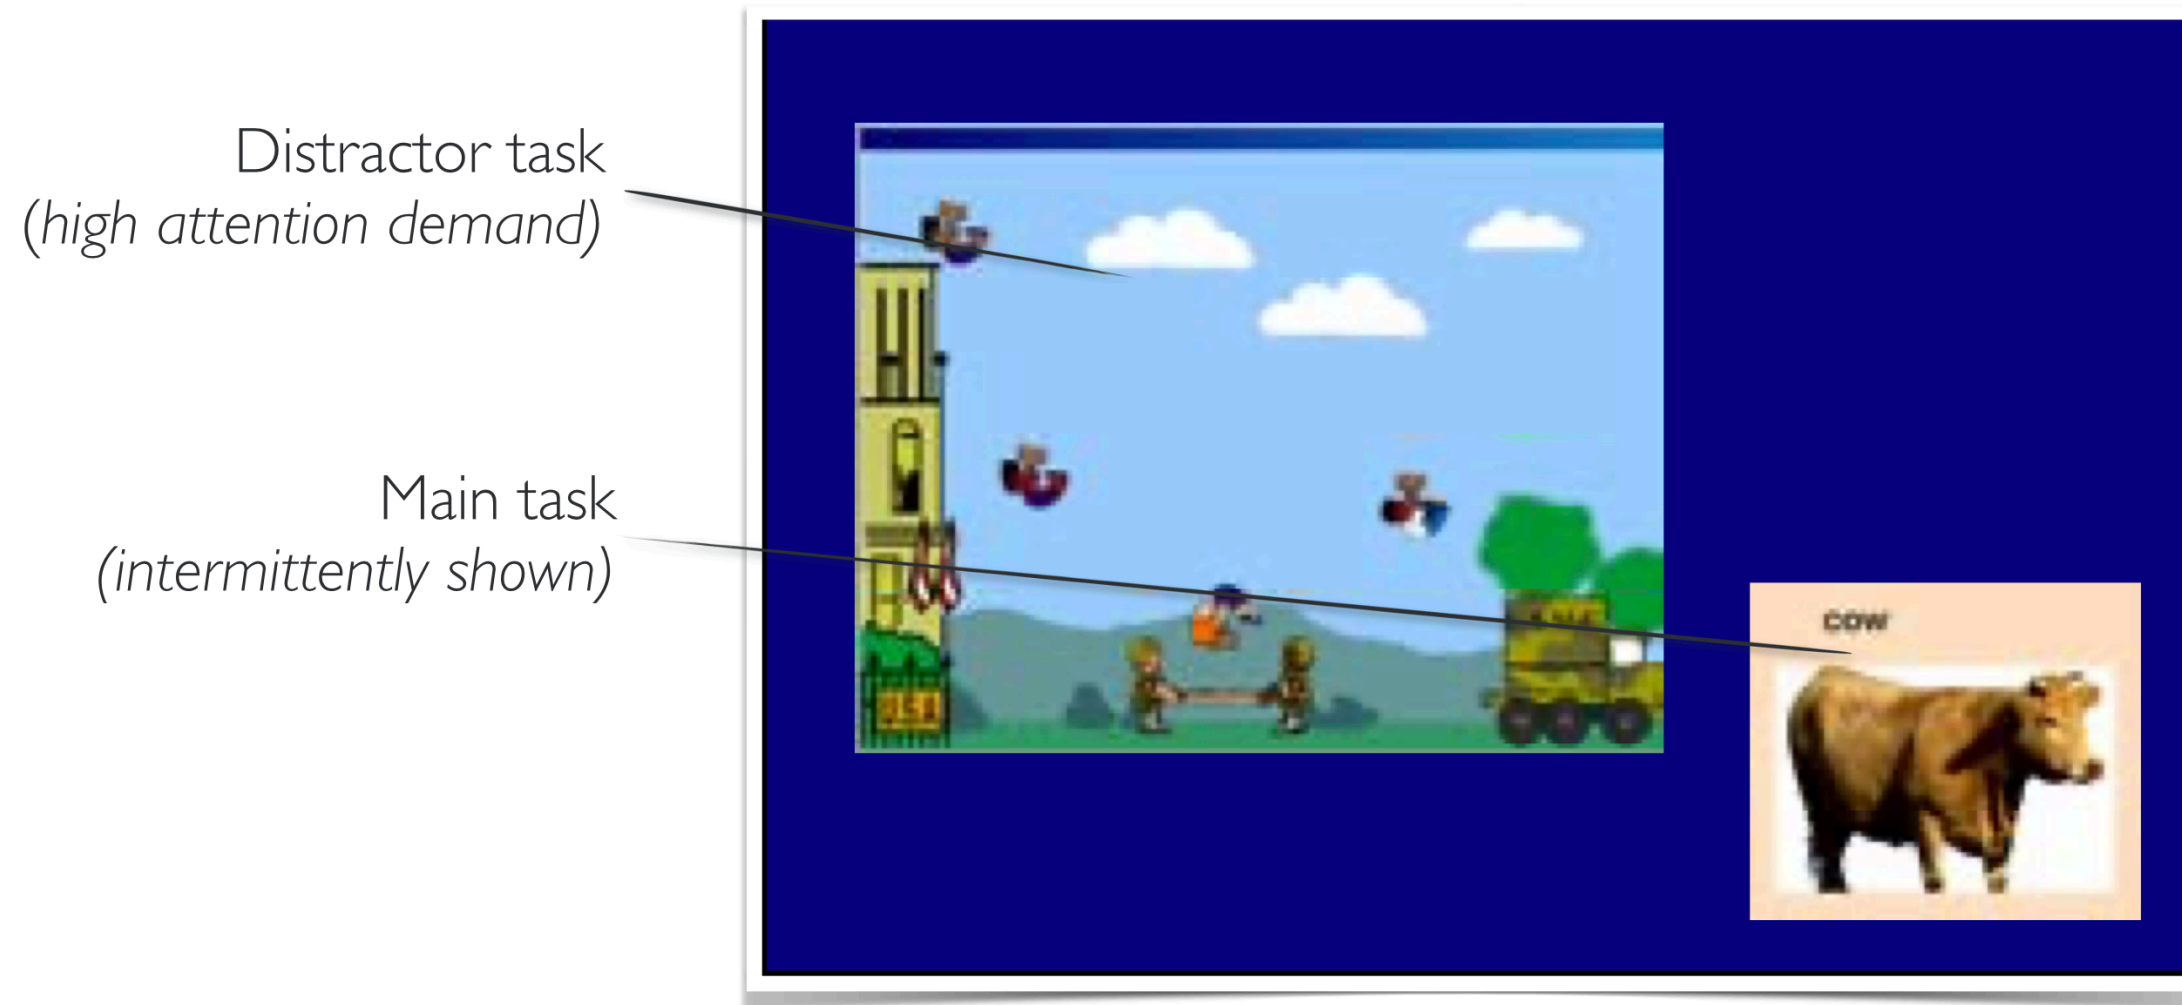 Distractor task
(high attention demand)
Main task
(intermittently shown)
cow